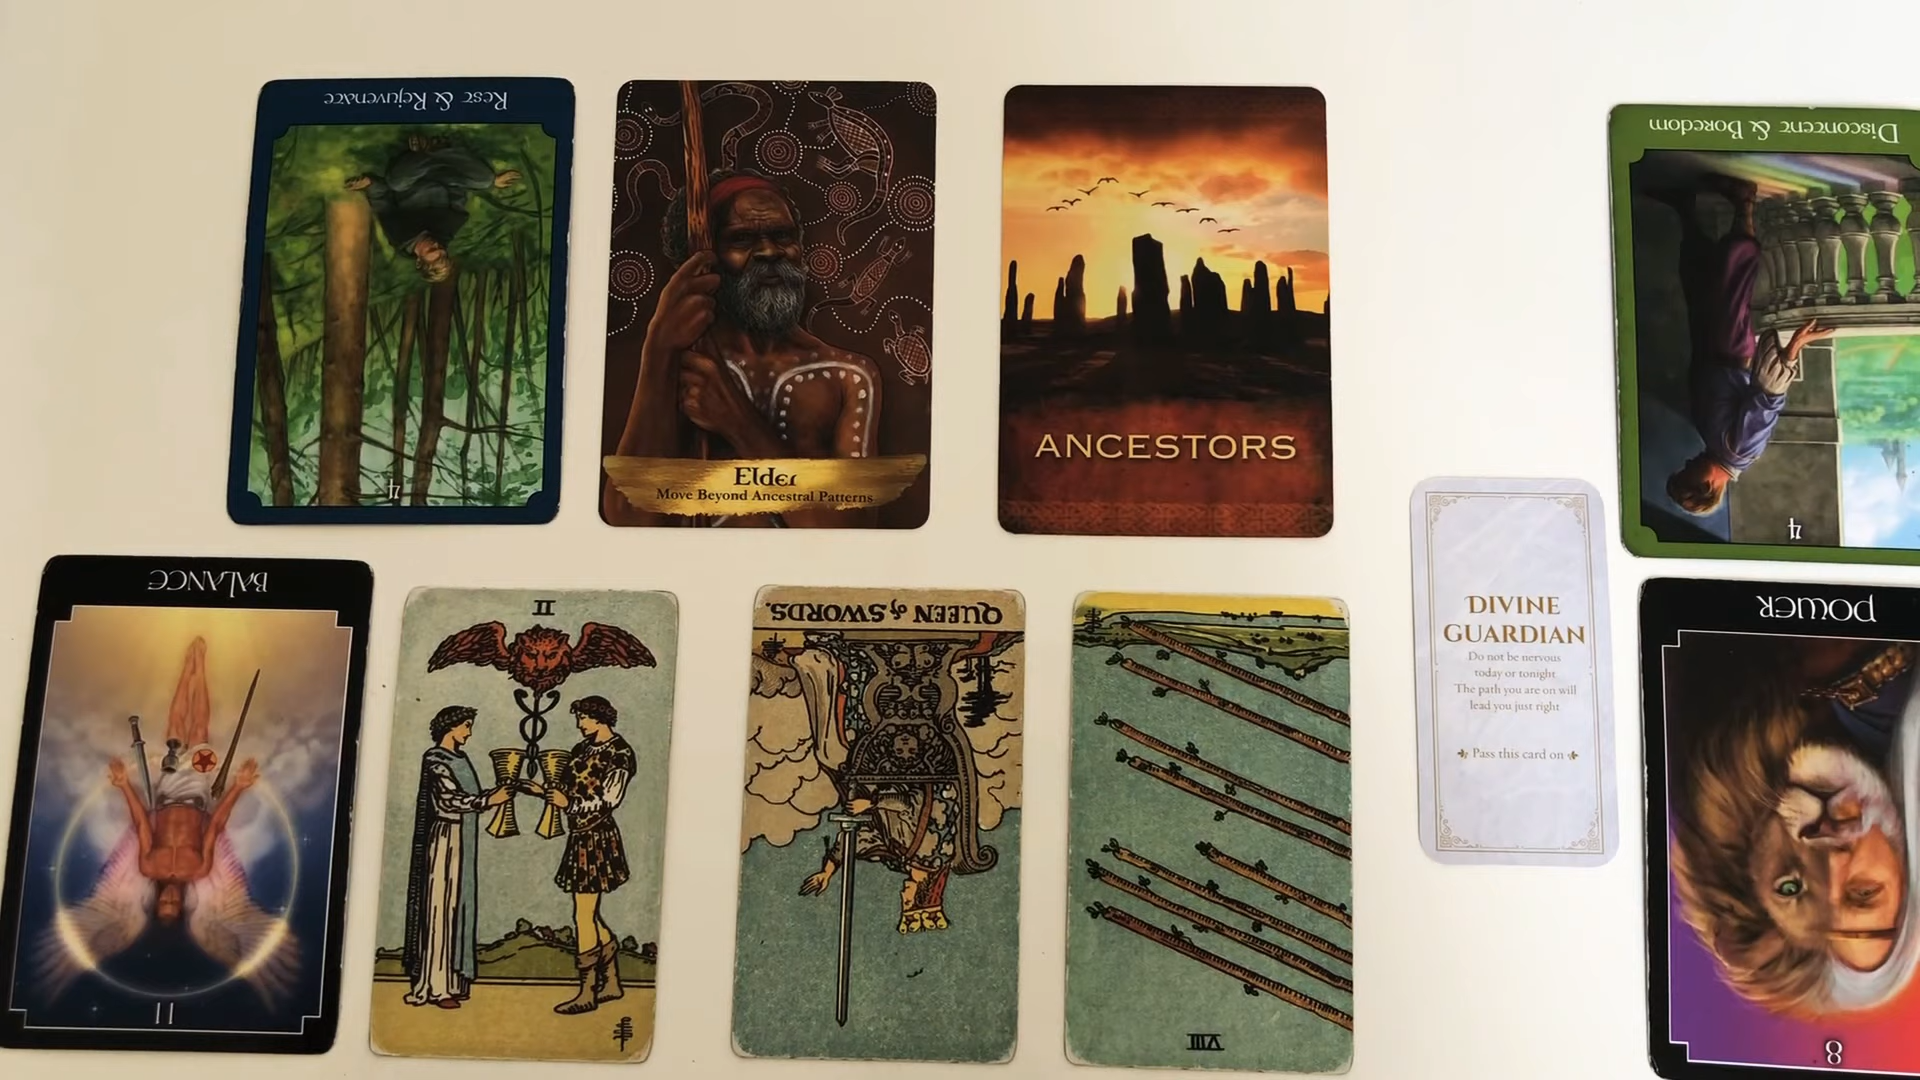 Rest & Rejuvenate
4
Elder
Move Beyond Ancestral Patterns
ANCESTORS
Discontent & Boredom
4
BALANCE
11
II
QUEEN of SWORDS.
VIII
DIVINE
GUARDIAN
Do not be nervous
today or tonight
The path you are on will
lead you just right
Pass this card on
POWER
8